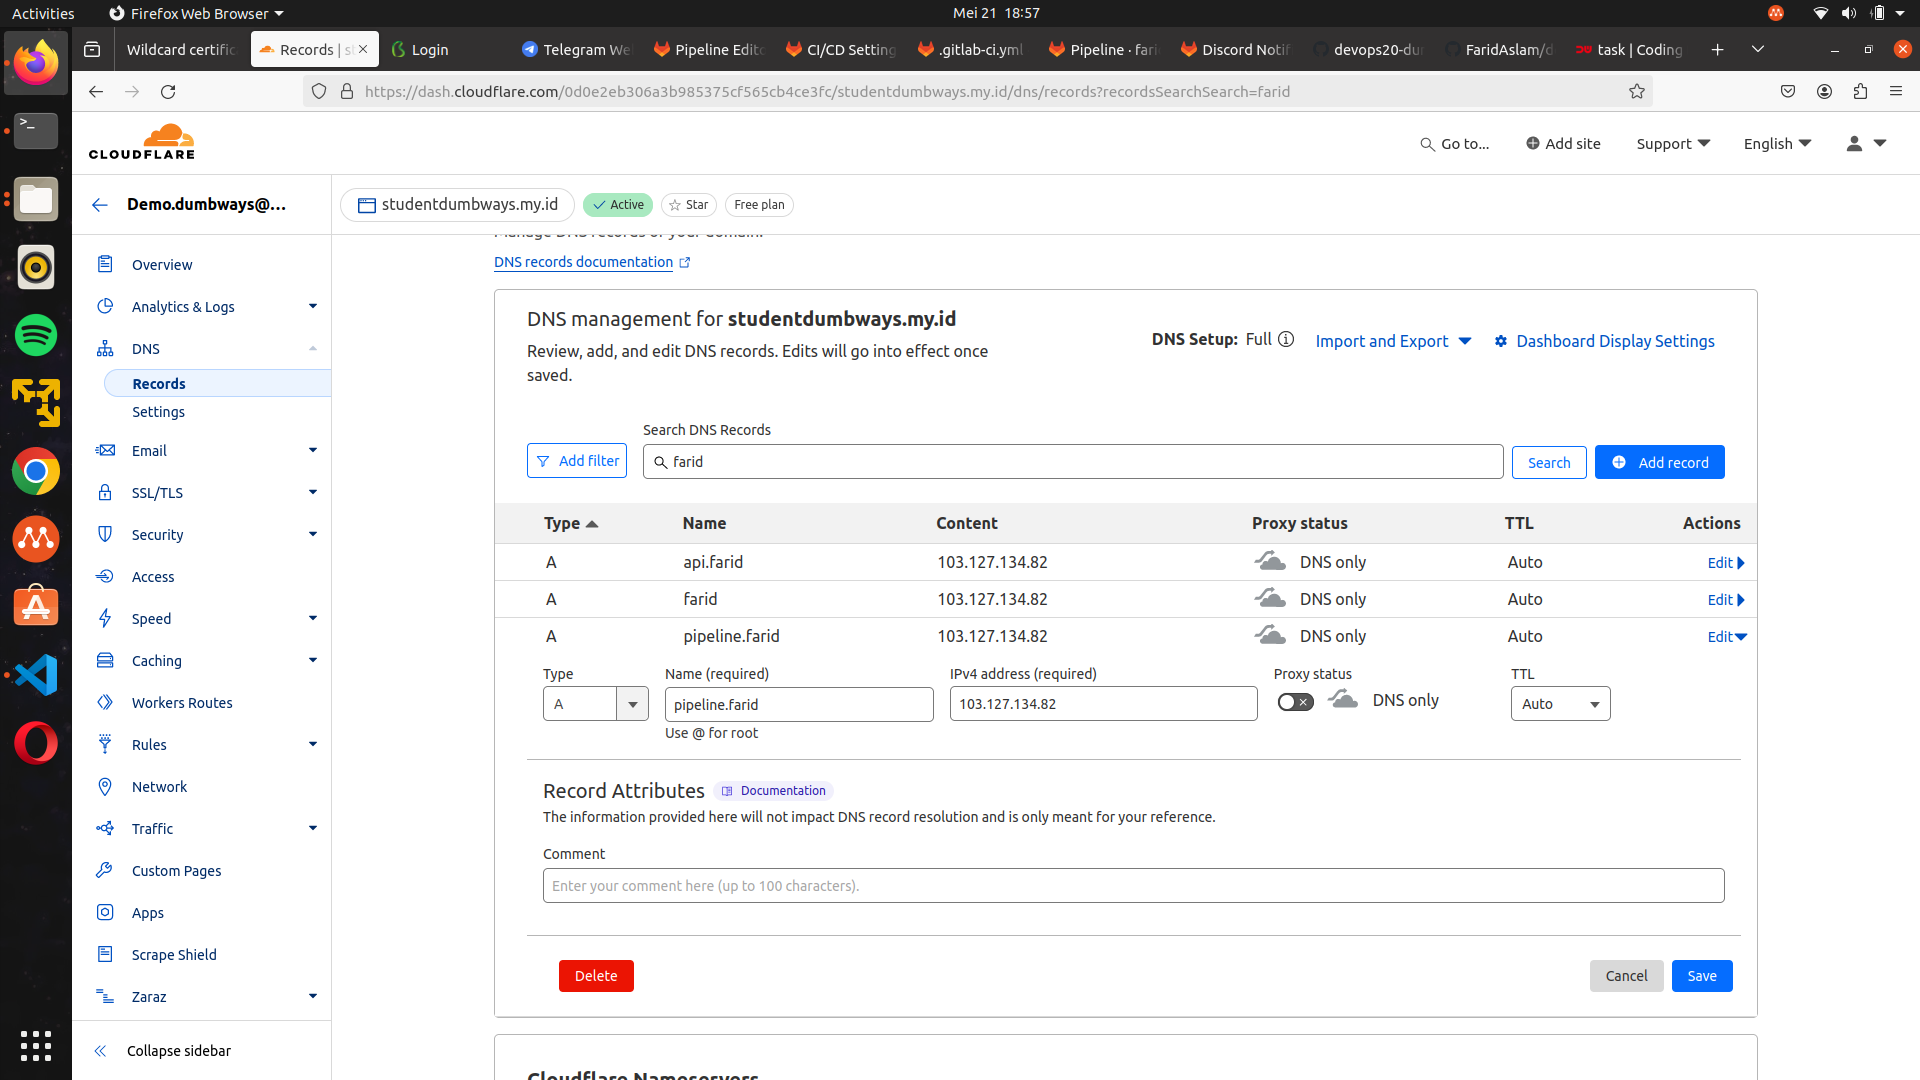 Activities
Firefox Web Browser
Mei 21 18:57
Wildcard certific
Records | s
Login
Telegram We
Pipeline Edito
CI/CD Setting
.gitlab-ci.yml
Pipeline · fari
Discord Notif
devops20-du
FaridAslam/d
task | Coding
https://dash.cloudflare.com/0d0e2eb306a3b985375cf565cb4ce3fc/studentdumbways.my.id/dns/records?recordsSearchSearch=farid
CLOUDFLARE
Go to...
Add site
Support
English
Demo.dumbways@...
studentdumbways.my.id
Active
Star
Free plan
Overview
Analytics & Logs
DNS
Records
Settings
Email
SSL/TLS
Security
Access
Speed
Caching
Workers Routes
Rules
Network
Traffic
Custom Pages
Apps
Scrape Shield
Zaraz
Collapse sidebar
Manage DNS records of your domain.
DNS records documentation
DNS management for studentdumbways.my.id
Review, add, and edit DNS records. Edits will go into effect once
saved.
DNS Setup: Full
Import and Export
Dashboard Display Settings
Search DNS Records
Add filter
farid
Search
Add record
Type Name Content Proxy status TTL Actions
A api.farid 103.127.134.82 DNS only Auto Edit
A farid 103.127.134.82 DNS only Auto Edit
A pipeline.farid 103.127.134.82 DNS only Auto Edit
Type Name (required) IPv4 address (required) Proxy status TTL
A pipeline.farid 103.127.134.82 DNS only Auto
Use @ for root
Record Attributes Documentation
The information provided here will not impact DNS record resolution and is only meant for your reference.
Comment
Enter your comment here (up to 100 characters).
Delete
Cancel
Save
Cloudflare Nameservers